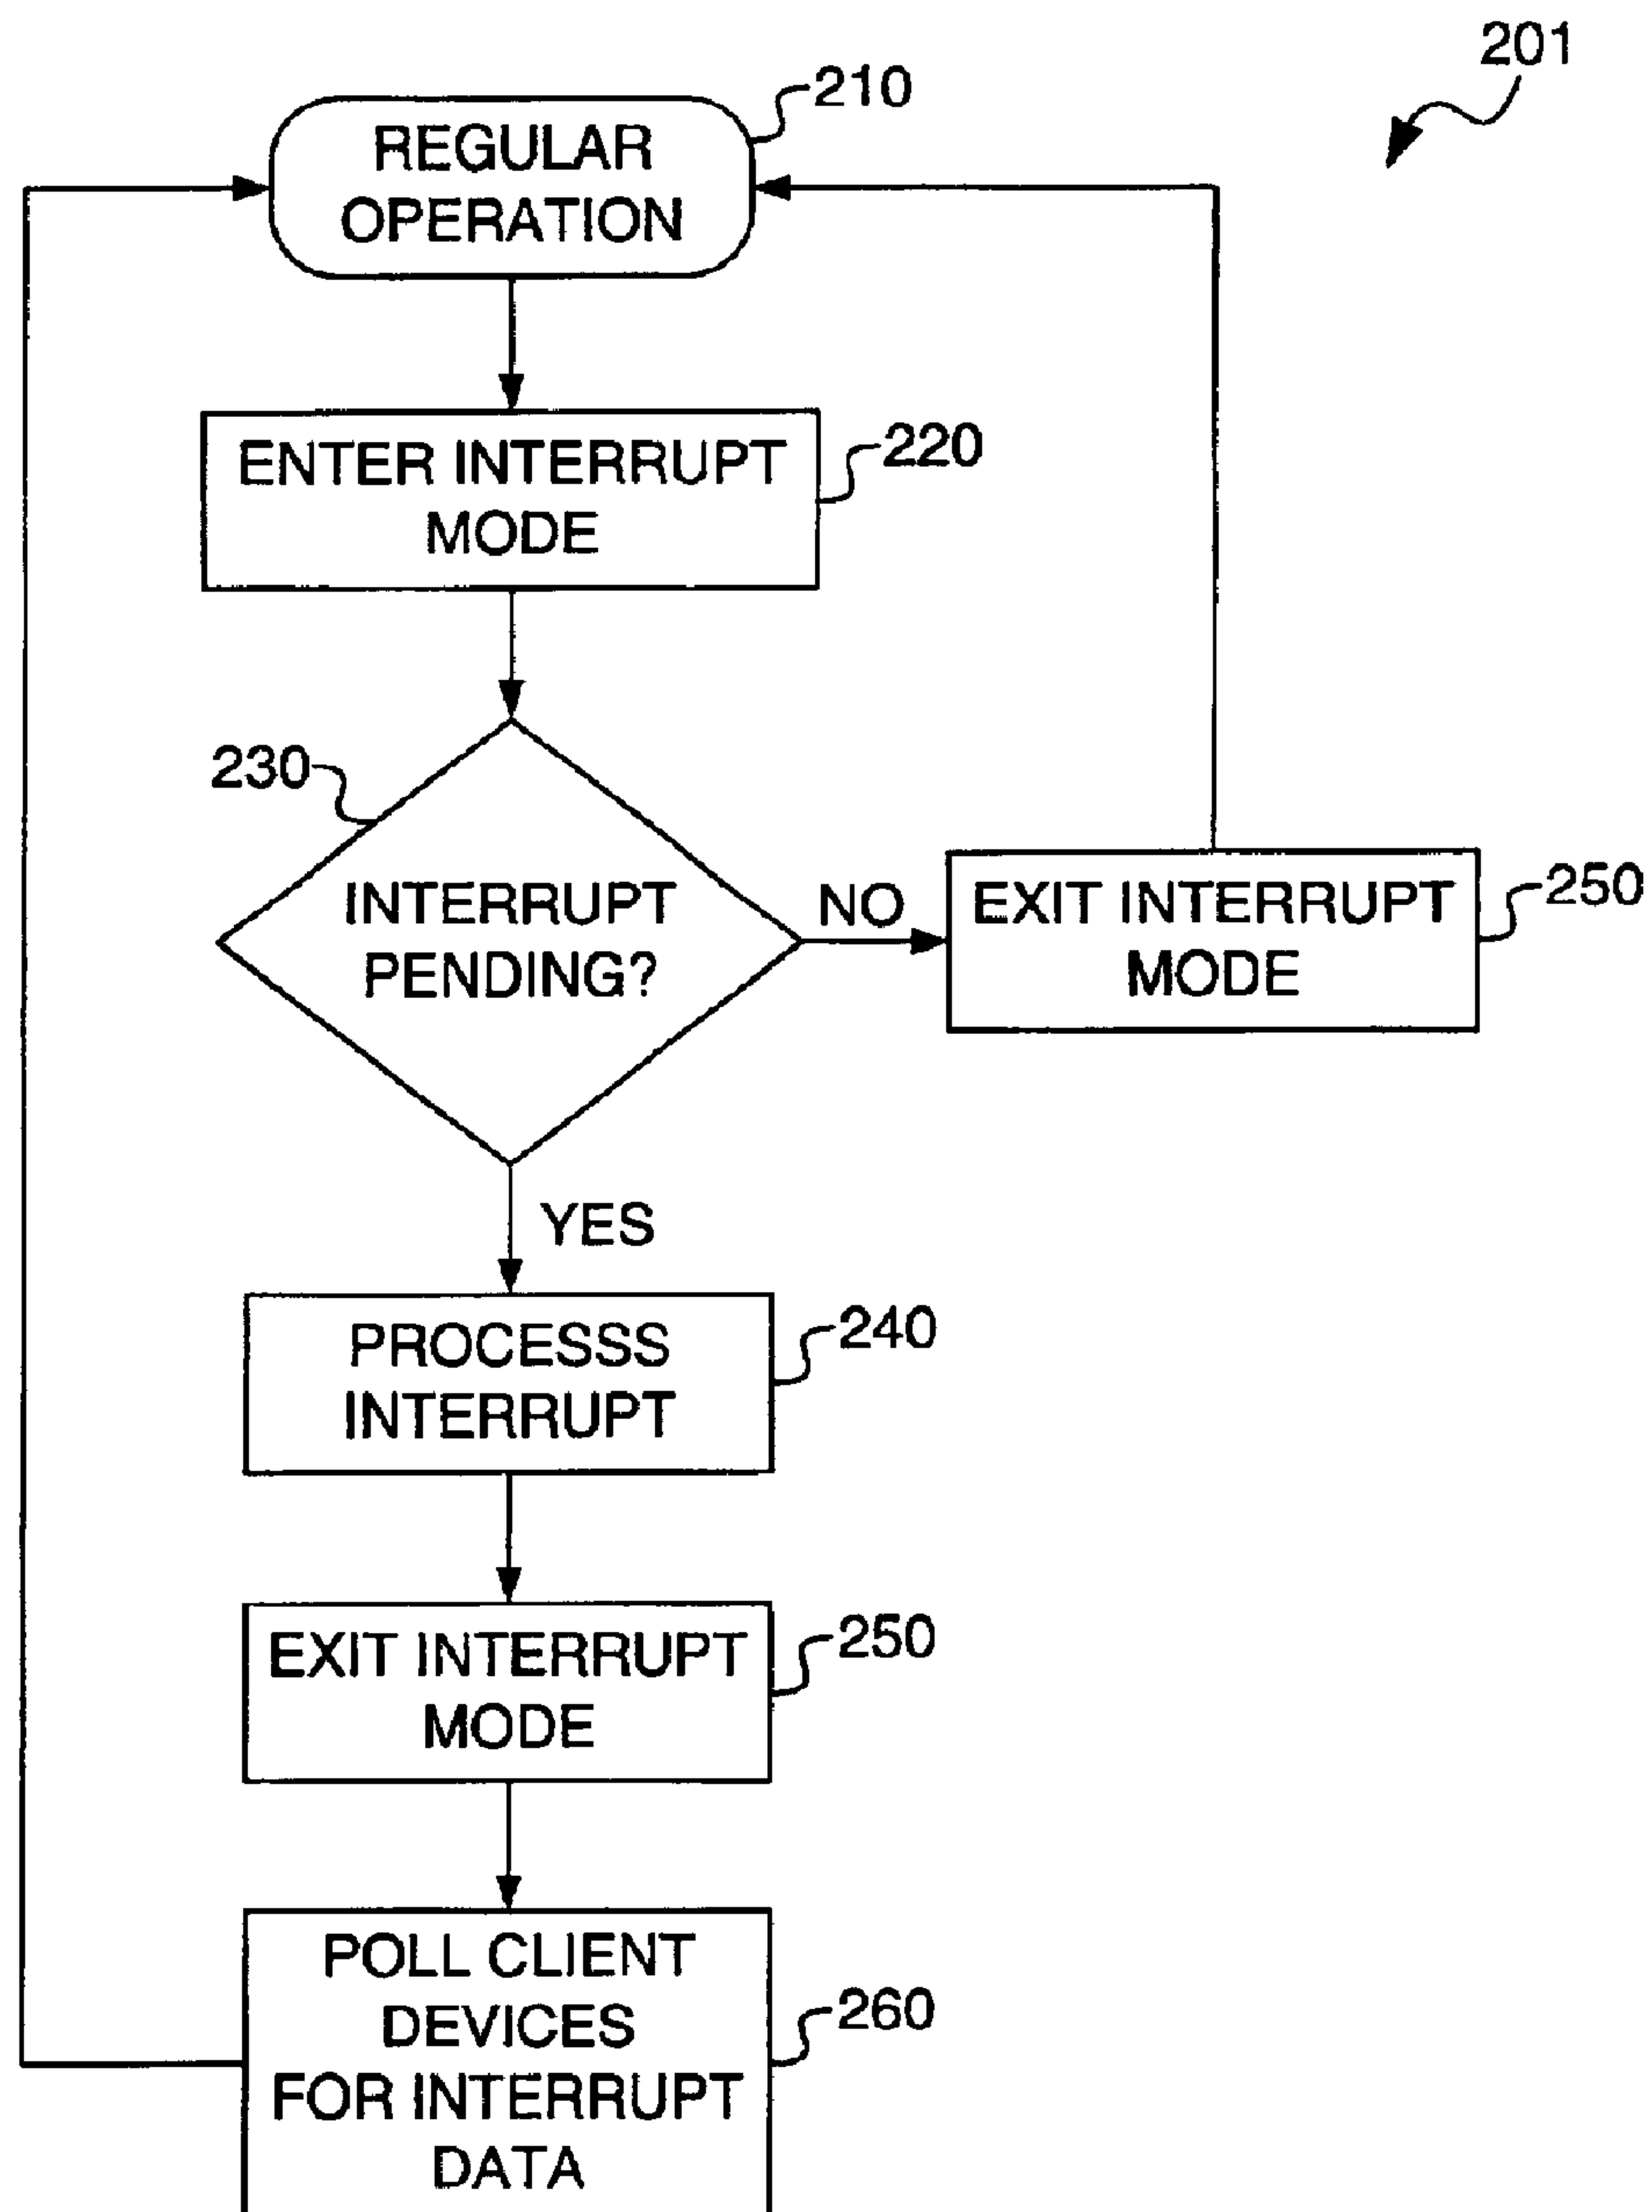 201
210
REGULAR
OPERATION
220
ENTER INTERRUPT
MODE
230
INTERRUPT
PENDING?
NO
EXIT INTERRUPT
MODE
250
YES
PROCESSS
INTERRUPT
240
EXIT INTERRUPT
MODE
250
POLL CLIENT
DEVICES
FOR INTERRUPT
DATA
260